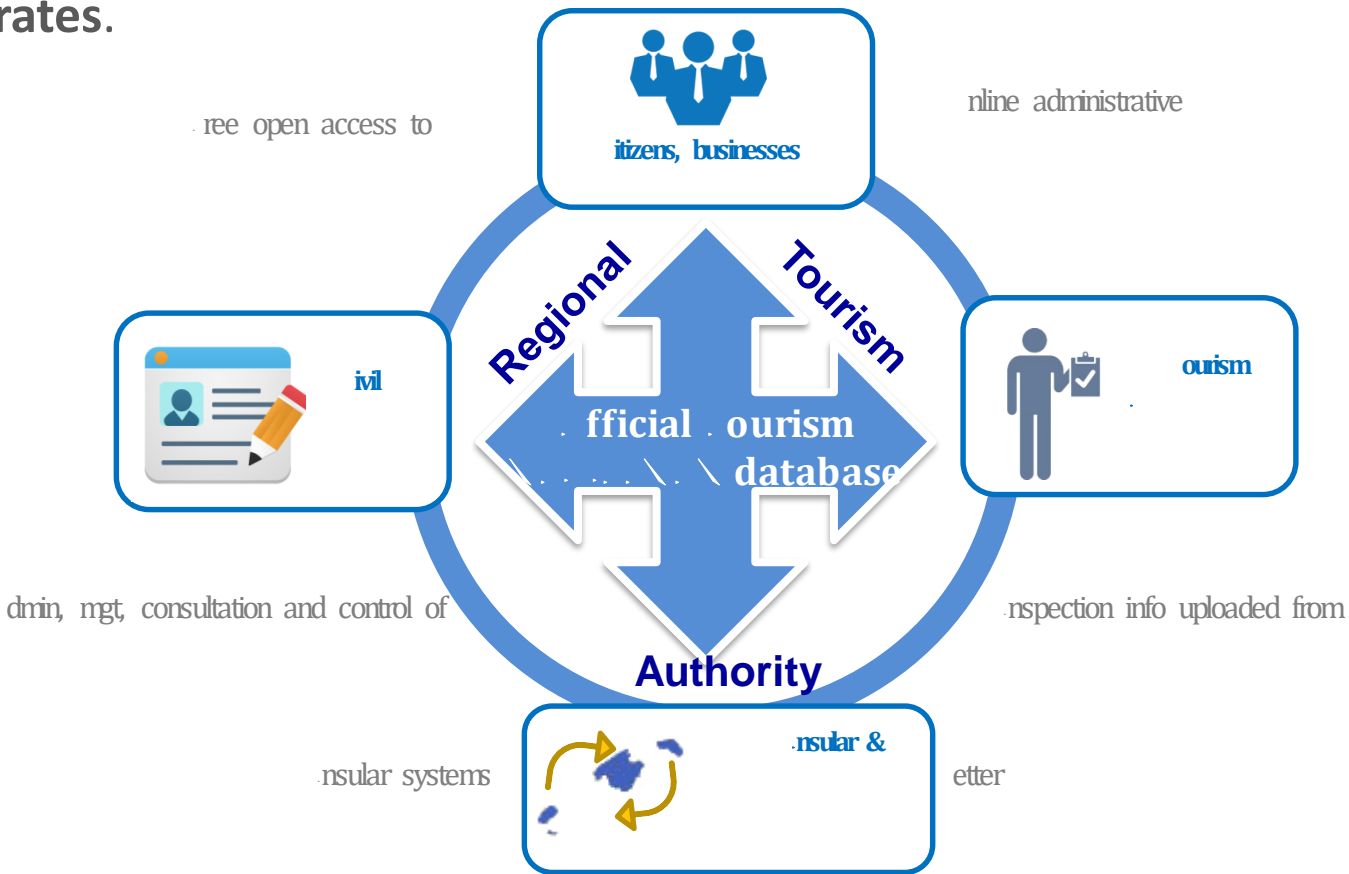 rates.
ree open access to
nline administrative
itizens, businesses
Regional
Tourism
ivil
ourism
fficial ourism
database
dmin, mgt, consultation and control of
nspection info uploaded from
Authority
nsular &
nsular systems
etter